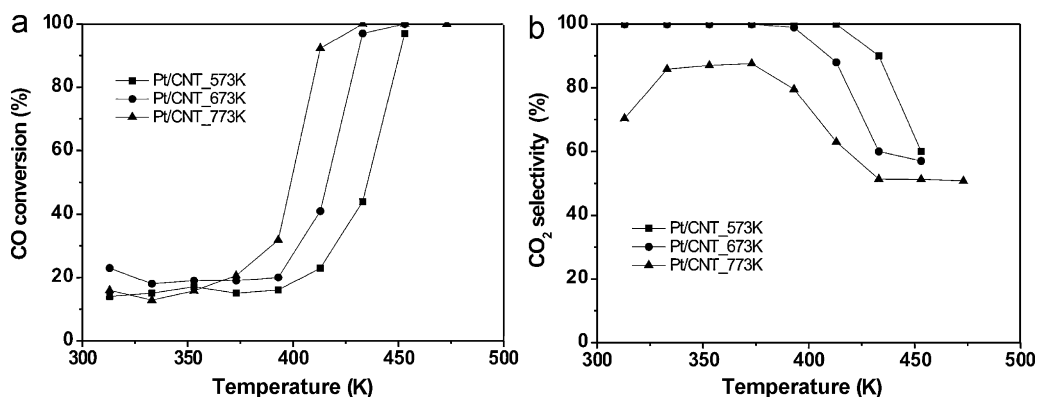 a
100
80
60
40
20
0
300
350
400
450
500
CO conversion (%)
Temperature (K)
Pt/CNT_573K
Pt/CNT_673K
Pt/CNT_773K
b
100
80
60
40
20
0
300
350
400
450
500
CO2 selectivity (%)
Temperature (K)
Pt/CNT_573K
Pt/CNT_673K
Pt/CNT_773K